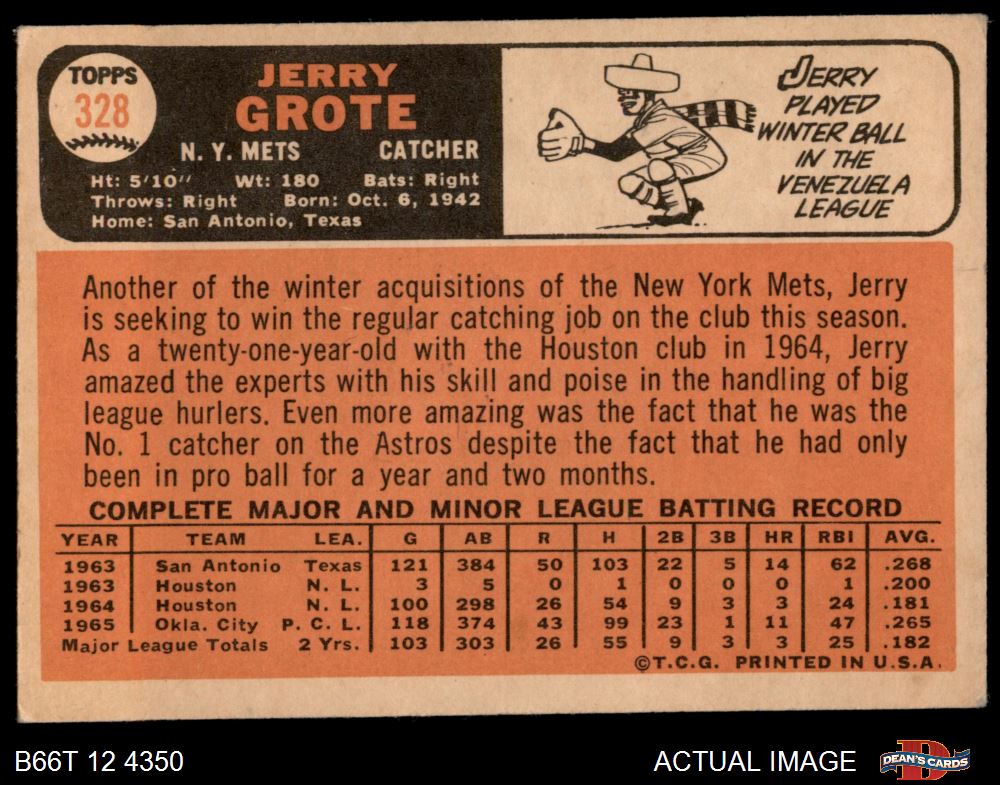 TOPPS
328
JERRY
GROTE
N. Y. METS CATCHER
Ht: 5'10" Wt: 180 Bats: Right
Throws: Right Born: Oct. 6, 1942
Home: San Antonio, Texas
JERRY
PLAYED
WINTER BALL
IN THE
VENEZUELA
LEAGUE
Another of the winter acquisitions of the New York Mets, Jerry
is seeking to win the regular catching job on the club this season.
As a twenty-one-year-old with the Houston club in 1964, Jerry
amazed the experts with his skill and poise in the handling of big
league hurlers. Even more amazing was the fact that he was the
No. 1 catcher on the Astros despite the fact that he had only
been in pro ball for a year and two months.
COMPLETE MAJOR AND MINOR LEAGUE BATTING RECORD
YEAR TEAM LEA. G AB R H 2B 3B HR RBI AVG.
1963 San Antonio Texas 121 384 50 103 22 5 14 62 .268
1963 Houston N. L. 3 5 0 1 0 0 0 1 .200
1964 Houston N. L. 100 298 26 54 9 3 3 24 .181
1965 Okla. City P. C. L. 118 374 43 99 23 1 11 47 .265
Major League Totals 2 Yrs. 103 303 26 55 9 3 3 25 .182
©T.C.G. PRINTED IN U.S.A.
B66T 12 4350 ACTUAL IMAGE DEAN'S CARDS